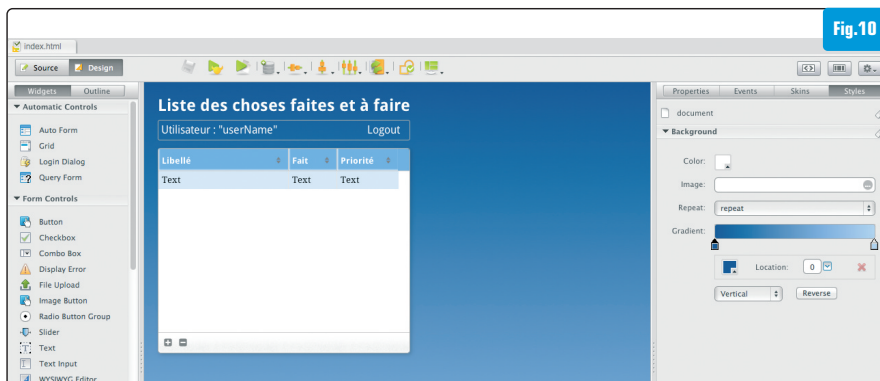 Fig.10
index.html
Source Design
Widgets Outline
Automatic Controls
Auto Form
Grid
Login Dialog
Query Form
Form Controls
Button
Checkbox
Combo Box
Display Error
File Upload
Image Button
Radio Button Group
Slider
Text
Text Input
WYSIWYG Editor
Liste des choses faites et à faire
Utilisateur : "userName" Logout
Libellé Fait Priorité
Text Text Text
Properties Events Skins Styles
document
Background
Color:
Image:
Repeat: repeat
Gradient:
Location: 0
Vertical Reverse